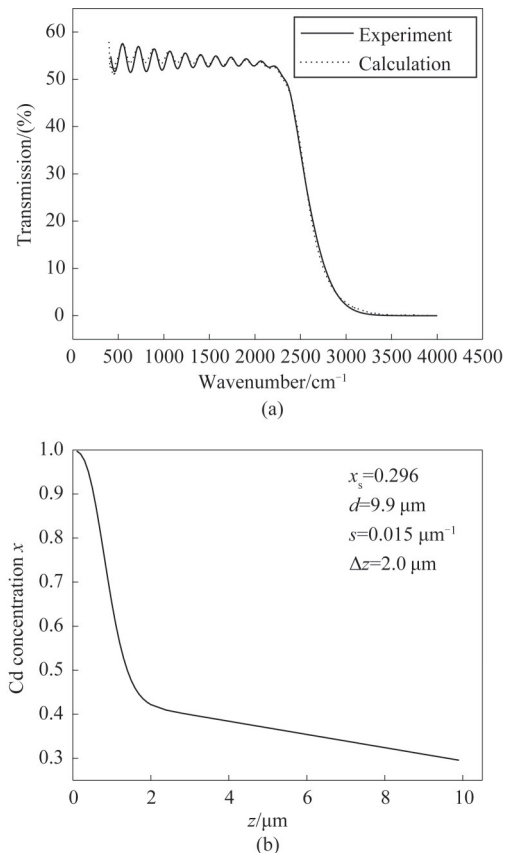 60
Experiment
Calculation
50
40
30
20
10
0
Transmission/(%)
0 500 1000 1500 2000 2500 3000 3500 4000 4500
Wavenumber/cm⁻¹
(a)
1.0
xs=0.296
0.9
d=9.9 μm
s=0.015 μm⁻¹
0.8
Δz=2.0 μm
0.7
0.6
0.5
0.4
0.3
Cd concentration x
0 2 4 6 8 10
z/μm
(b)